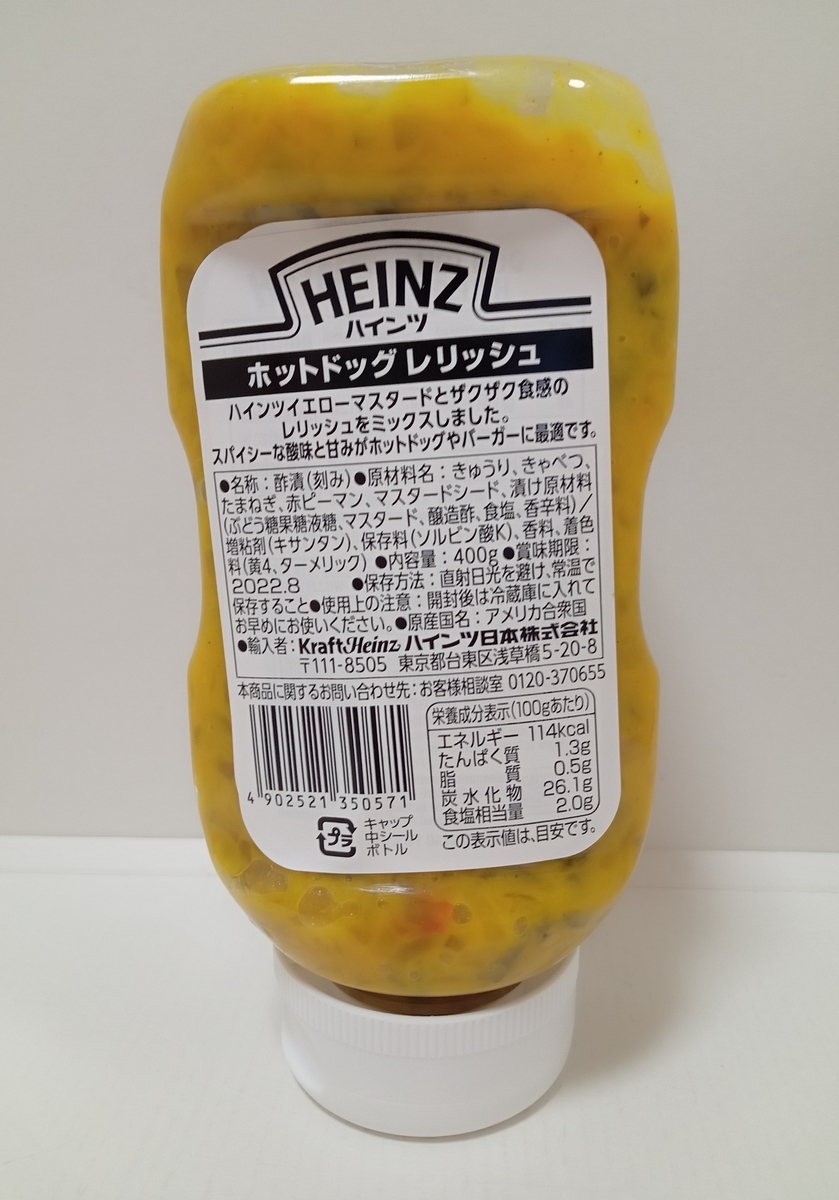 HEINZ
ハインツ
ホットドッグ レリッシュ
ハインツイエローマスタードとザクザク食感の
レリッシュをミックスしました。
スパイシーな酸味と甘みがホットドッグやバーガーに最適です。
●名称：酢漬(刻み)●原材料名：きゅうり、きゃべつ、
たまねぎ、赤ピーマン、マスタードシード、漬け原材料
(ぶどう糖果糖液糖、マスタード、醸造酢、食塩、香辛料)／
増粘剤(キサンタン)、保存料(ソルビン酸K)、香料、着色
料(黄4、ターメリック) ●内容量：400g ●賞味期限：
2022.8 ●保存方法：直射日光を避け、常温で
保存すること●使用上の注意：開封後は冷蔵庫に入れて
お早めにお使いください。●原産国名：アメリカ合衆国
●輸入者：KraftHeinz ハインツ日本株式会社
〒111-8505 東京都台東区浅草橋5-20-8
本商品に関するお問い合わせ先：お客様相談室 0120-370655
栄養成分表示(100gあたり)
エネルギー 114kcal
たんぱく質 1.3g
脂質 0.5g
炭水化物 26.1g
食塩相当量 2.0g
この表示値は、目安です。
4 902521 350571
プラ
キャップ
中シール
ボトル